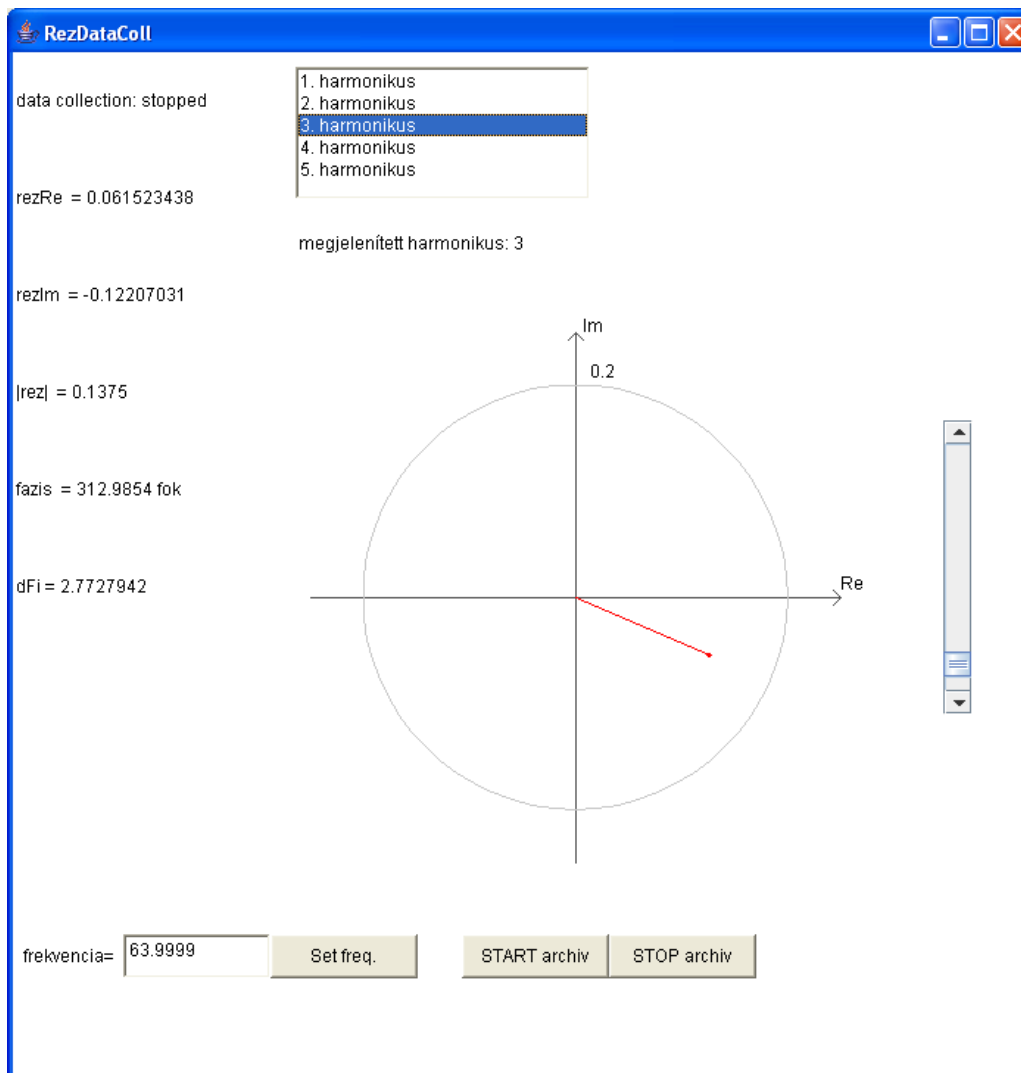 RezDataColl
data collection: stopped
1. harmonikus
2. harmonikus
3. harmonikus
4. harmonikus
5. harmonikus
rezRe = 0.061523438
megjelenített harmonikus: 3
rezIm = -0.12207031
Im
0.2
|rez| = 0.1375
fazis = 312.9854 fok
dFi = 2.7727942
Re
frekvencia=
63.9999
Set freq.
START archiv
STOP archiv